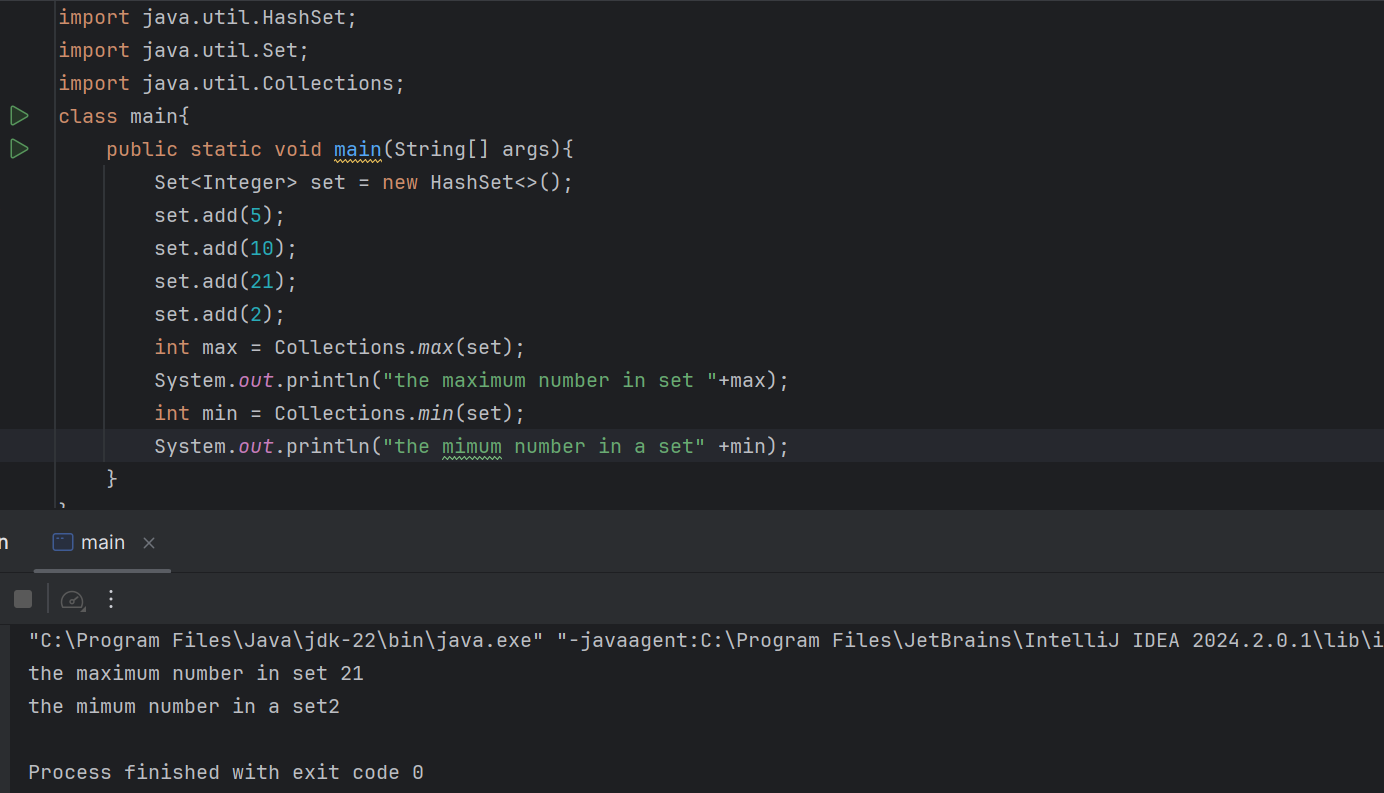 import java.util.HashSet;
import java.util.Set;
import java.util.Collections;
class main{
    public static void main(String[] args){
        Set<Integer> set = new HashSet<>();
        set.add(5);
        set.add(10);
        set.add(21);
        set.add(2);
        int max = Collections.max(set);
        System.out.println("the maximum number in set "+max);
        int min = Collections.min(set);
        System.out.println("the mimum number in a set" +min);
    }
}
n main
"C:\Program Files\Java\jdk-22\bin\java.exe" "-javaagent:C:\Program Files\JetBrains\IntelliJ IDEA 2024.2.0.1\lib\i
the maximum number in set 21
the mimum number in a set2
Process finished with exit code 0